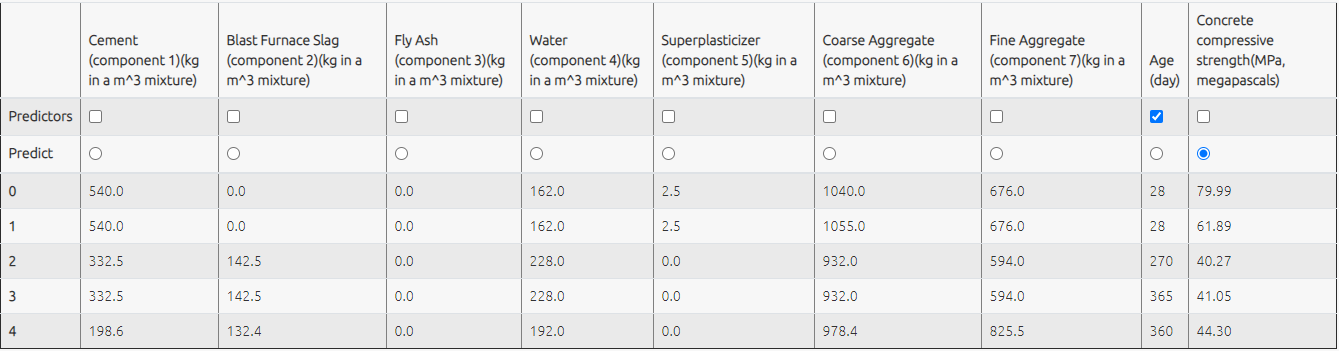 Cement (component 1)(kg in a m^3 mixture) Blast Furnace Slag (component 2)(kg in a m^3 mixture) Fly Ash (component 3)(kg in a m^3 mixture) Water (component 4)(kg in a m^3 mixture) Superplasticizer (component 5)(kg in a m^3 mixture) Coarse Aggregate (component 6)(kg in a m^3 mixture) Fine Aggregate (component 7)(kg in a m^3 mixture) Age (day) Concrete compressive strength(MPa, megapascals)
Predictors
Predict
0 540.0 0.0 0.0 162.0 2.5 1040.0 676.0 28 79.99
1 540.0 0.0 0.0 162.0 2.5 1055.0 676.0 28 61.89
2 332.5 142.5 0.0 228.0 0.0 932.0 594.0 270 40.27
3 332.5 142.5 0.0 228.0 0.0 932.0 594.0 365 41.05
4 198.6 132.4 0.0 192.0 0.0 978.4 825.5 360 44.30